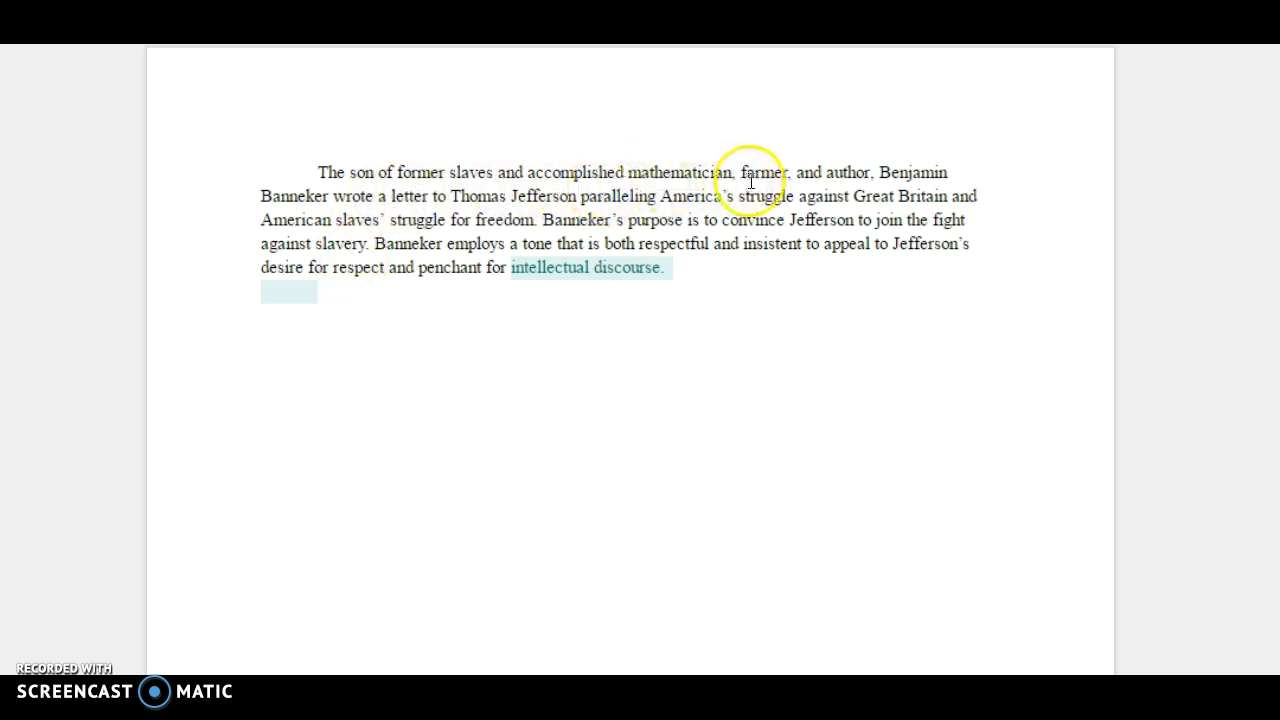 The son of former slaves and accomplished mathematician, farmer, and author, Benjamin
Banneker wrote a letter to Thomas Jefferson paralleling America’s struggle against Great Britain and
American slaves’ struggle for freedom. Banneker’s purpose is to convince Jefferson to join the fight
against slavery. Banneker employs a tone that is both respectful and insistent to appeal to Jefferson’s
desire for respect and penchant for intellectual discourse.
RECORDED WITH
SCREENCAST MATIC